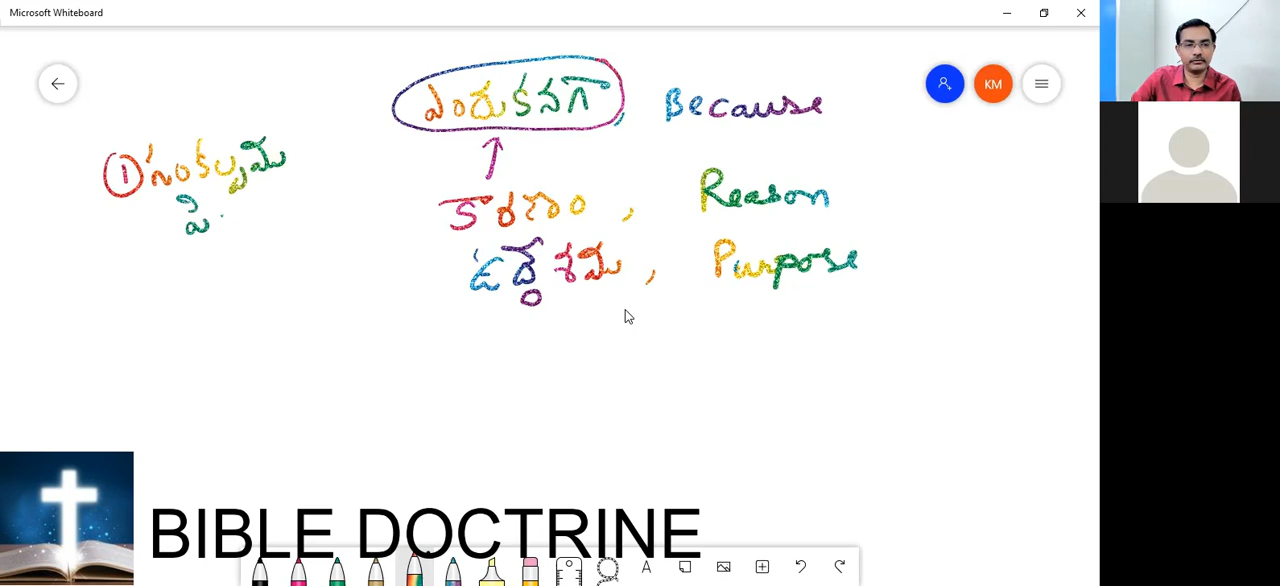 Microsoft Whiteboard
ఎందుకనగా Because
KM
① సంకల్పము
పై
కారణం , Reason
ఉద్దేశము , Purpose
BIBLE DOCTRINE